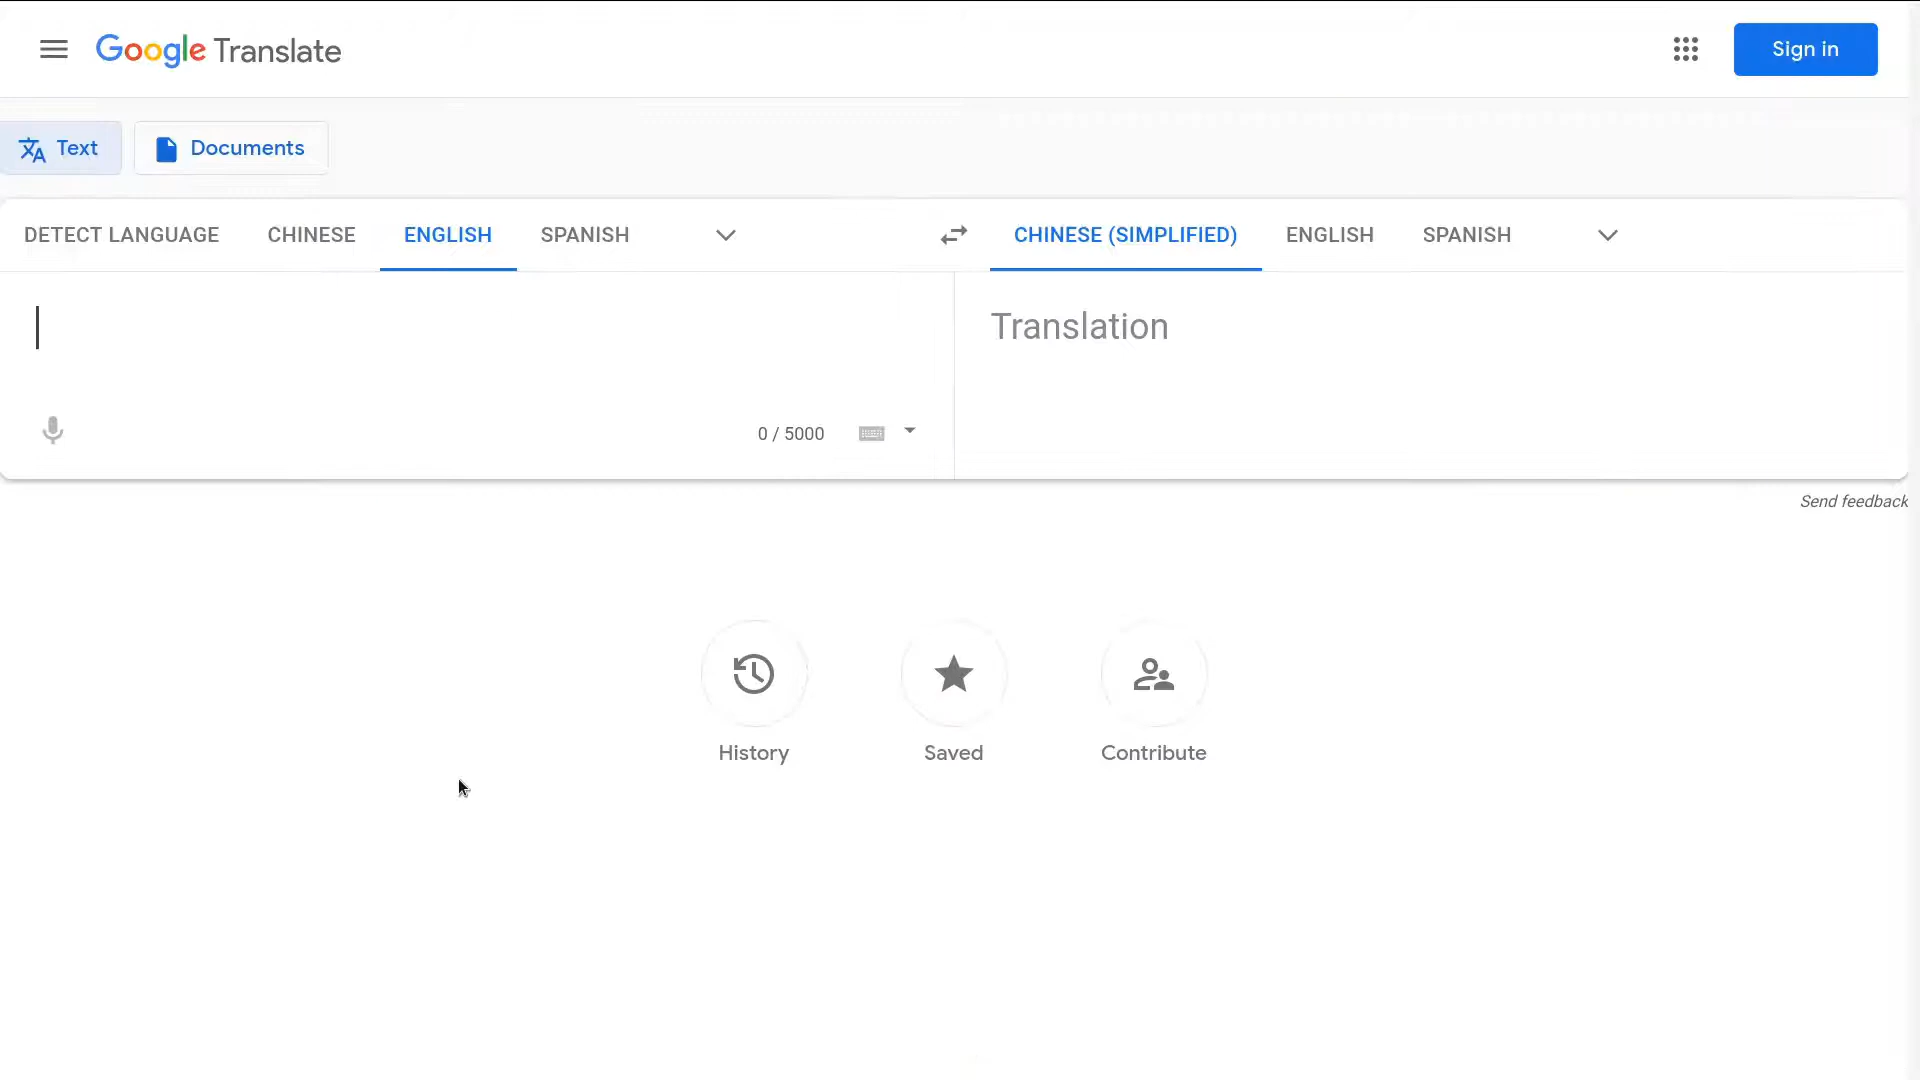 Google Translate
Sign in
Text
Documents
DETECT LANGUAGE CHINESE ENGLISH SPANISH
CHINESE (SIMPLIFIED) ENGLISH SPANISH
Translation
0 / 5000
Send feedback
History Saved Contribute